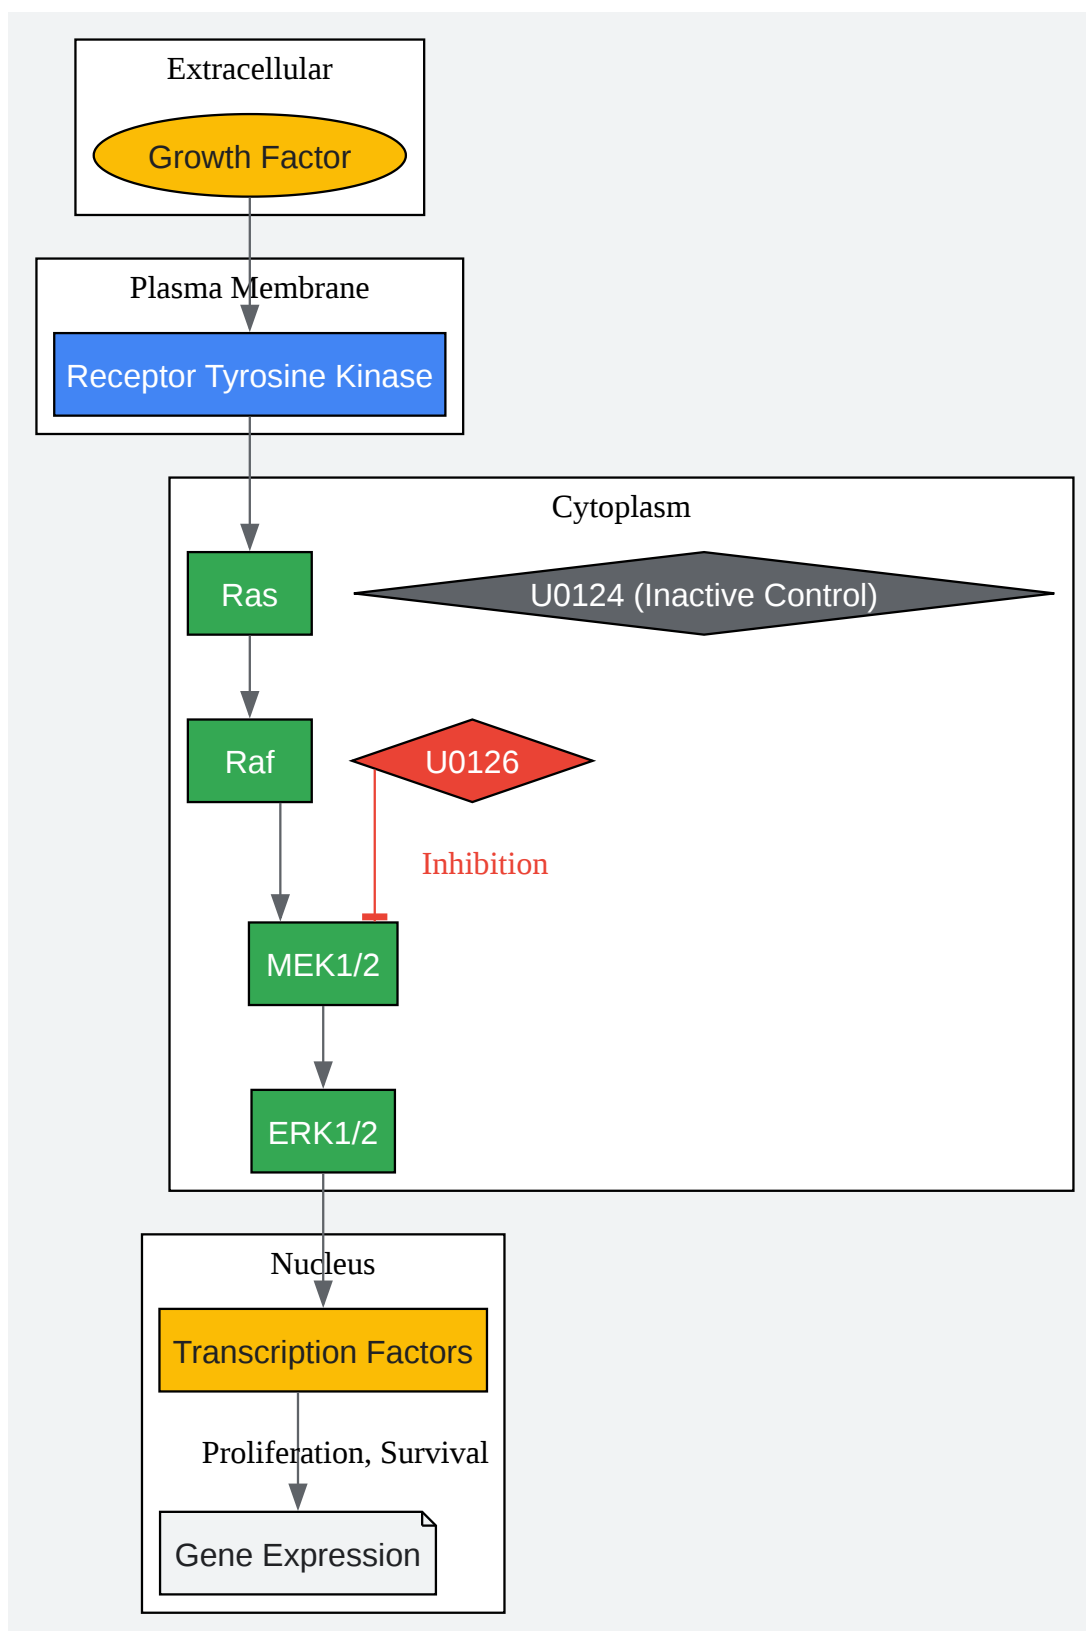 Extracellular
Growth Factor
Plasma Membrane
Receptor Tyrosine Kinase
Cytoplasm
Ras
U0124 (Inactive Control)
Raf
U0126
Inhibition
MEK1/2
ERK1/2
Nucleus
Transcription Factors
Proliferation, Survival
Gene Expression